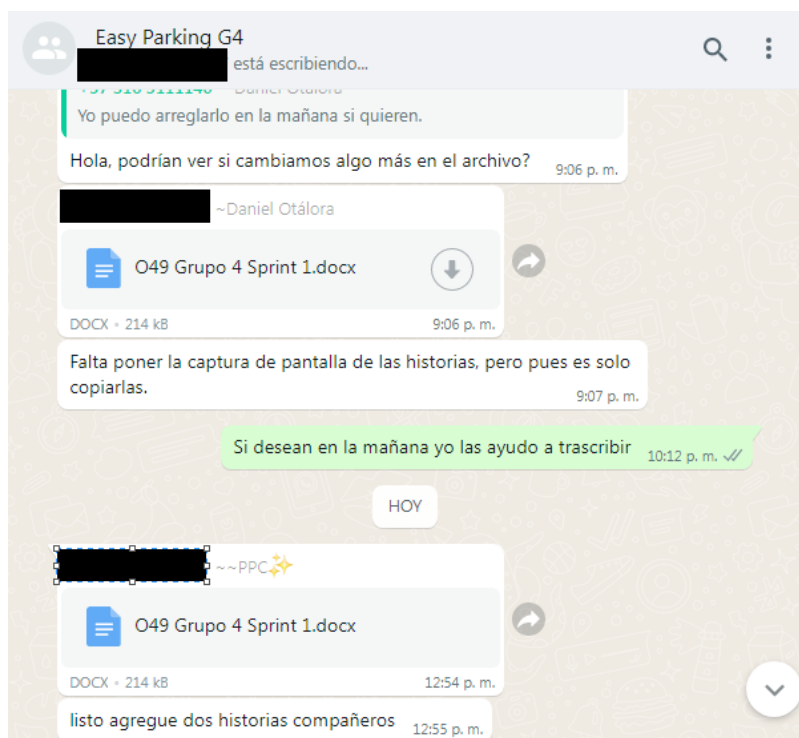 Easy Parking G4
está escribiendo...
Yo puedo arreglarlo en la mañana si quieren.
Hola, podrían ver si cambiamos algo más en el archivo?
9:06 p. m.
~Daniel Otálora
O49 Grupo 4 Sprint 1.docx
DOCX • 214 kB
9:06 p. m.
Falta poner la captura de pantalla de las historias, pero pues es solo
copiarlas.
9:07 p. m.
Si desean en la mañana yo las ayudo a trascribir
10:12 p. m.
HOY
~~PPC✨
O49 Grupo 4 Sprint 1.docx
DOCX • 214 kB
12:54 p. m.
listo agregue dos historias compañeros
12:55 p. m.